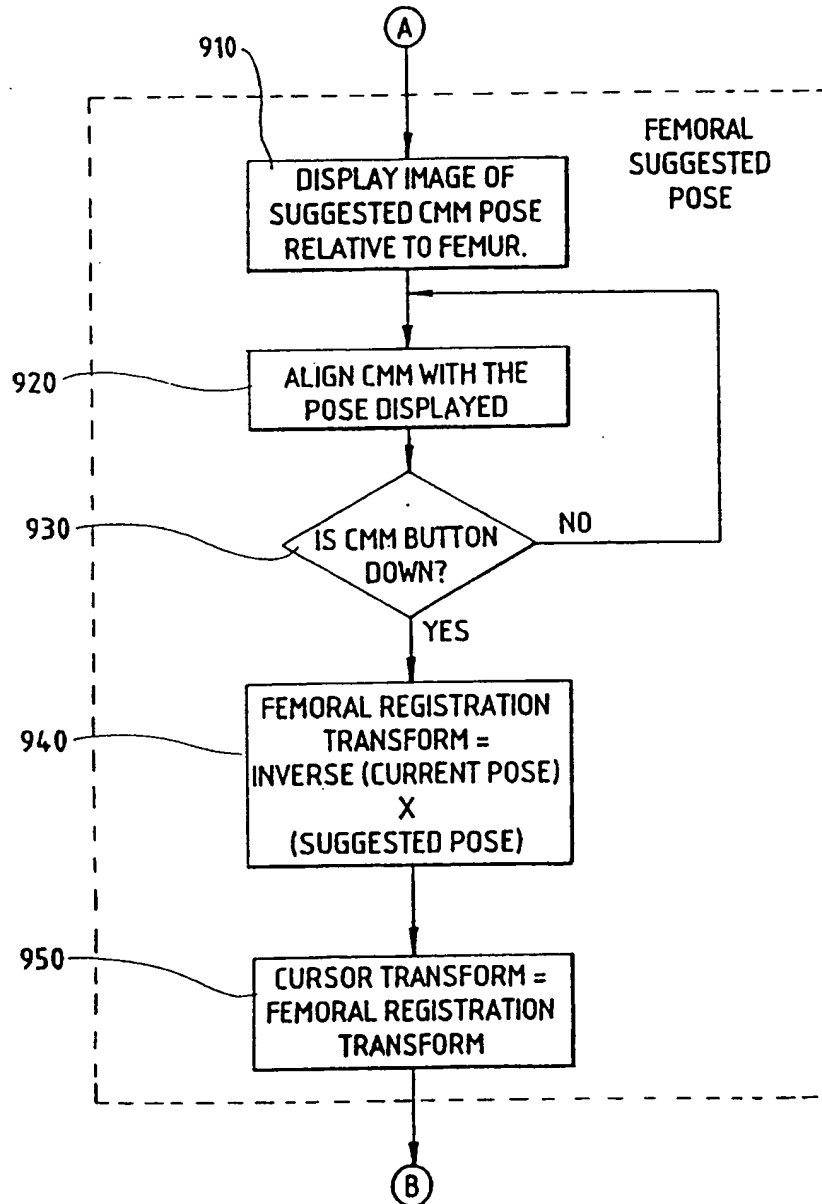 A
910
FEMORAL
SUGGESTED
POSE
DISPLAY IMAGE OF
SUGGESTED CMM POSE
RELATIVE TO FEMUR.
920
ALIGN CMM WITH THE
POSE DISPLAYED
930
IS CMM BUTTON
DOWN?
NO
YES
940
FEMORAL REGISTRATION
TRANSFORM =
INVERSE (CURRENT POSE)
X
(SUGGESTED POSE)
950
CURSOR TRANSFORM =
FEMORAL REGISTRATION
TRANSFORM
B